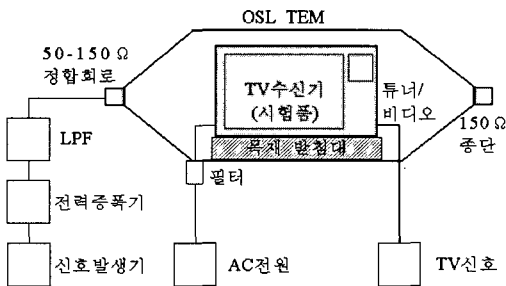 OSL TEM
50-150 Ω
정합회로
TV수신기
(시험품)
튜너/
비디오
150 Ω
종단
LPF
목재 받침대
필터
전력증폭기
신호발생기
AC전원
TV신호